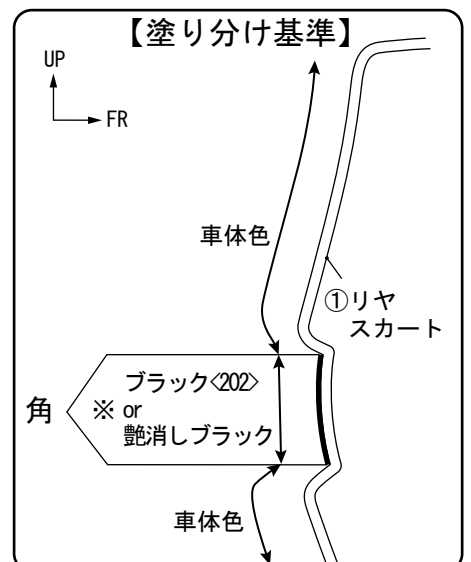 【塗り分け基準】
UP
FR
車体色
①リヤ
スカート
ブラック<202>
角
※ or
艶消しブラック
車体色